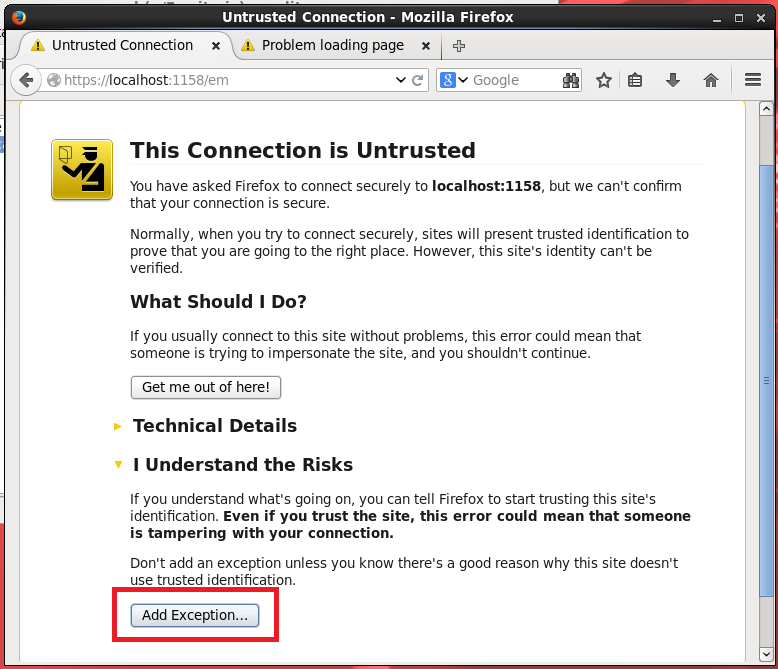 Untrusted Connection - Mozilla Firefox
Untrusted Connection
Problem loading page
https://localhost:1158/em
Google
This Connection is Untrusted
You have asked Firefox to connect securely to localhost:1158, but we can't confirm
that your connection is secure.
Normally, when you try to connect securely, sites will present trusted identification to
prove that you are going to the right place. However, this site's identity can't be
verified.
What Should I Do?
If you usually connect to this site without problems, this error could mean that
someone is trying to impersonate the site, and you shouldn't continue.
Get me out of here!
Technical Details
I Understand the Risks
If you understand what's going on, you can tell Firefox to start trusting this site's
identification. Even if you trust the site, this error could mean that someone
is tampering with your connection.
Don't add an exception unless you know there's a good reason why this site doesn't
use trusted identification.
Add Exception...